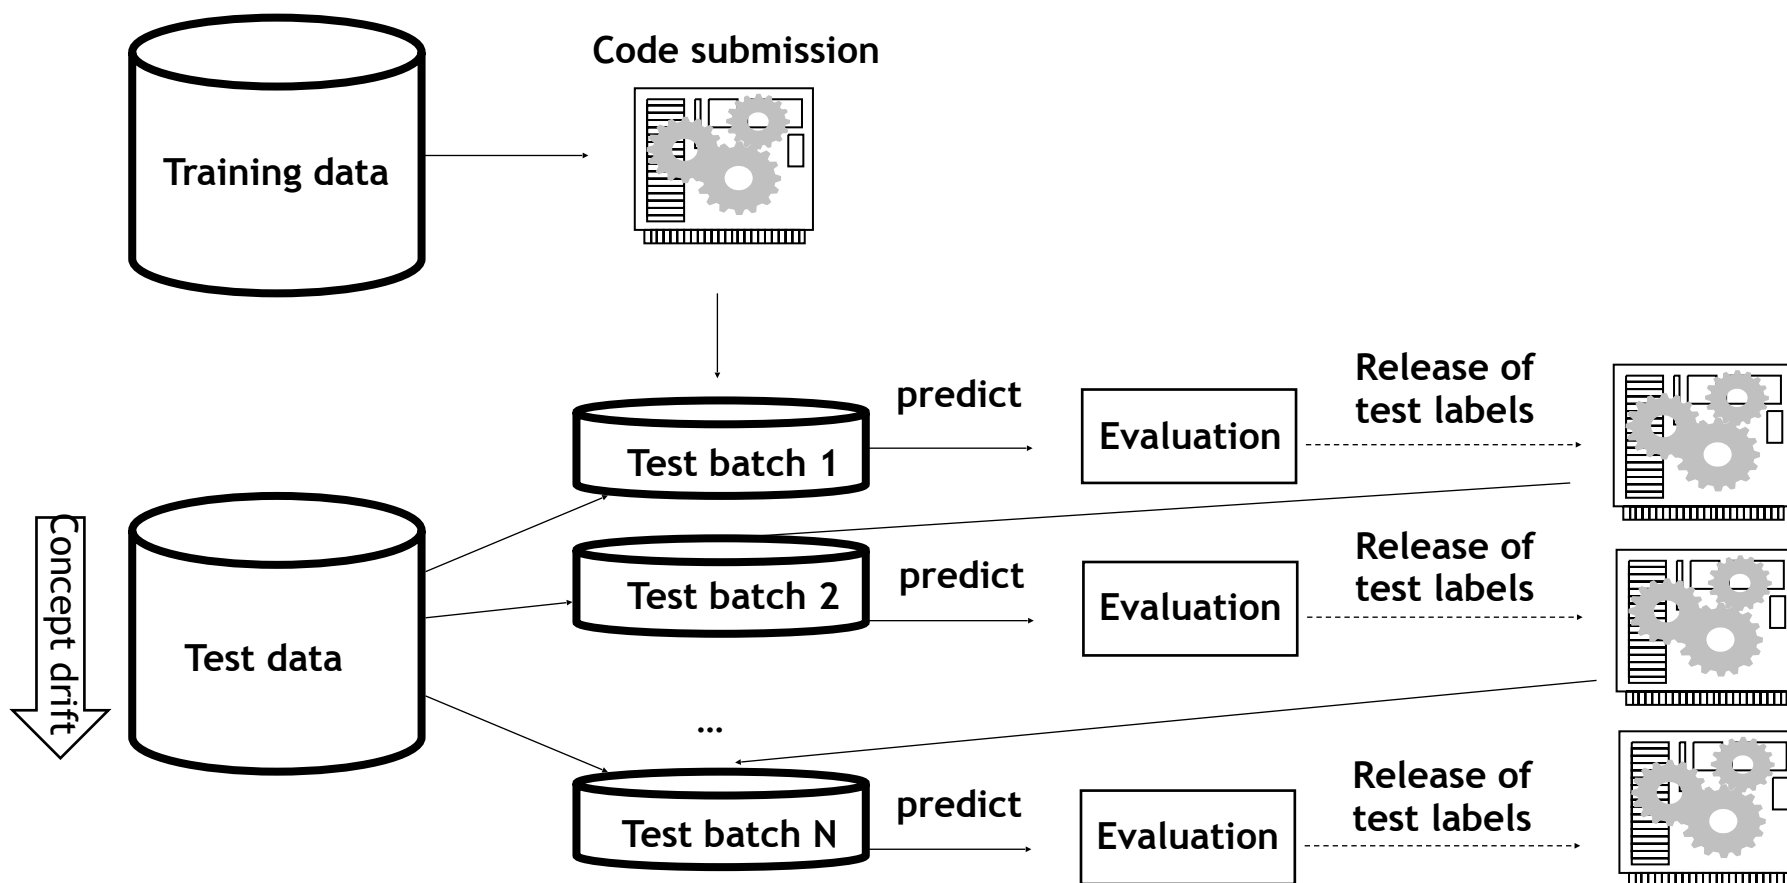 Code submission
Training data
Release of
test labels
predict
Evaluation
Test batch 1
Concept drift
Release of
test labels
predict
Test batch 2
Evaluation
Test data
...
Release of
test labels
predict
Test batch N
Evaluation